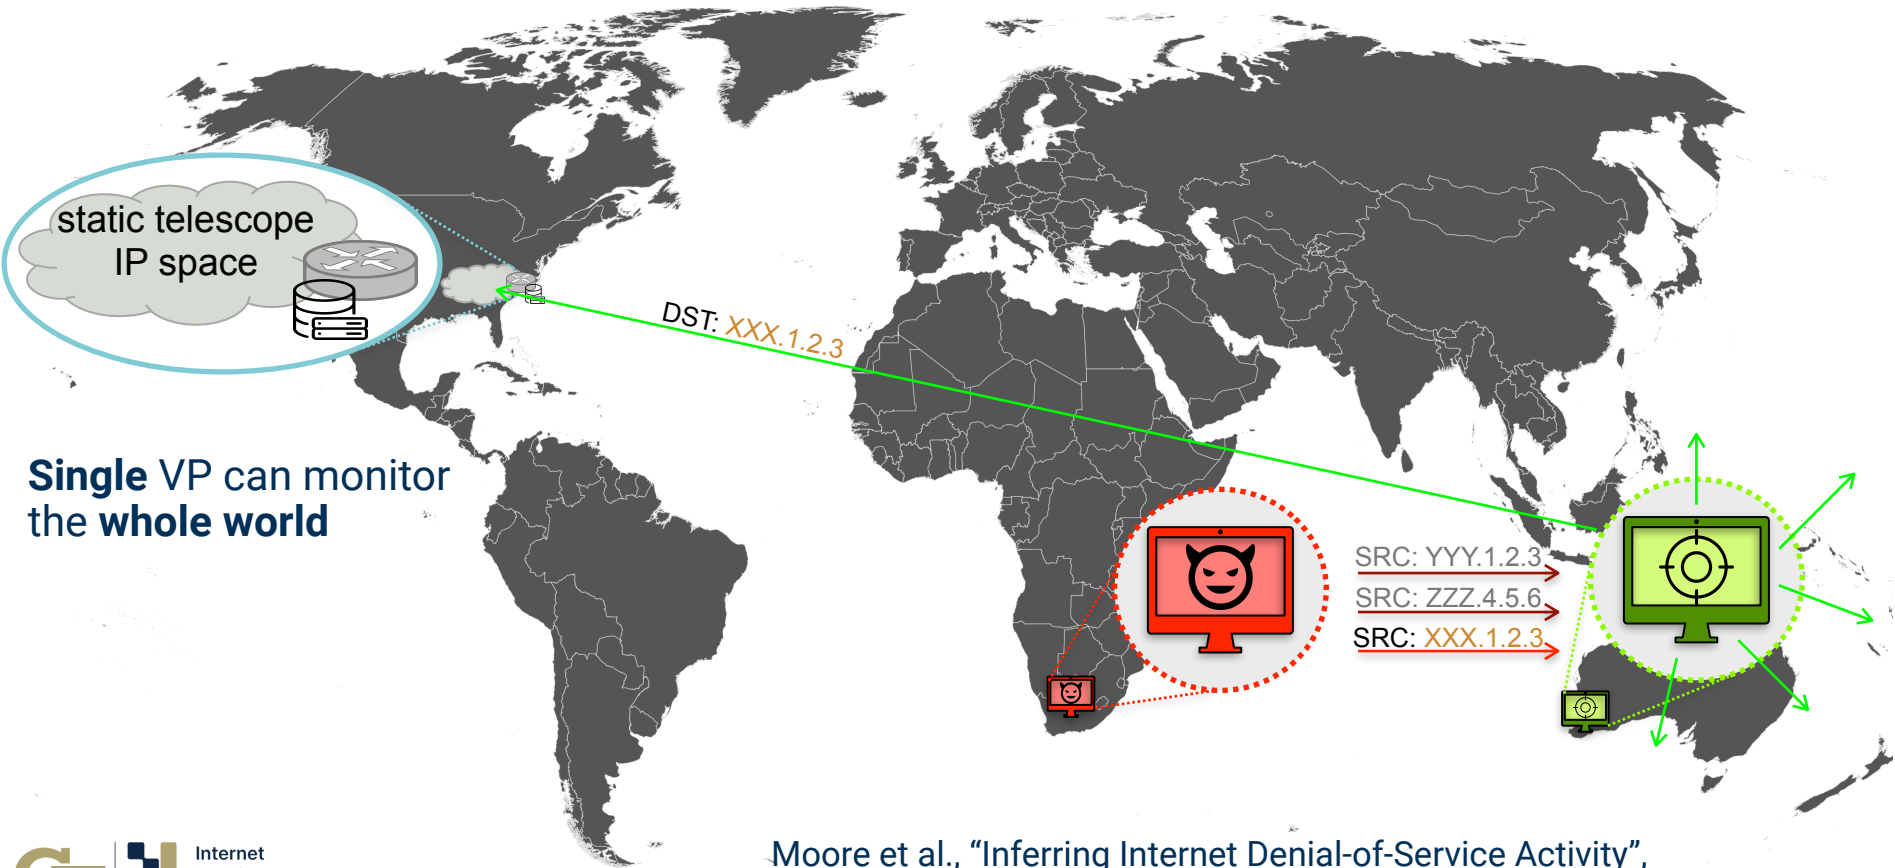 static telescope
IP space
DST: XXX.1.2.3
Single VP can monitor
the whole world
SRC: YYY.1.2.3
SRC: ZZZ.4.5.6
SRC: XXX.1.2.3
Internet
Moore et al., “Inferring Internet Denial-of-Service Activity”,